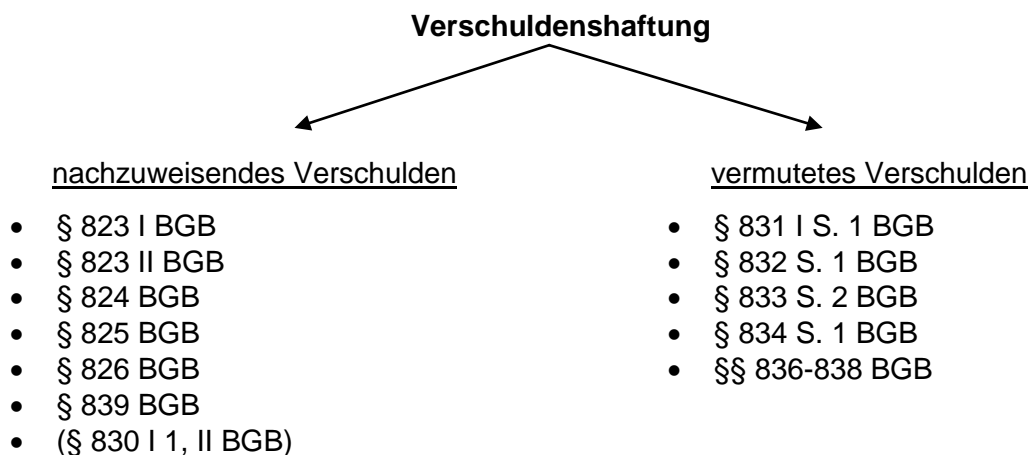 Verschuldenshaftung
nachzuweisendes Verschulden
• § 823 I BGB
• § 823 II BGB
• § 824 BGB
• § 825 BGB
• § 826 BGB
• § 839 BGB
• (§ 830 I 1, II BGB)
vermutetes Verschulden
• § 831 I S. 1 BGB
• § 832 S. 1 BGB
• § 833 S. 2 BGB
• § 834 S. 1 BGB
• §§ 836-838 BGB